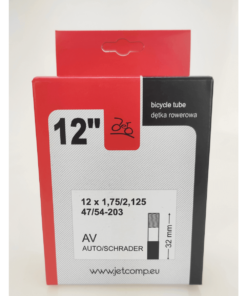 12"
bicycle tube
dętka rowerowa
12 x 1,75/2,125
47/54-203
AV
AUTO/SCHRADER
32 mm
www.jetcomp.eu